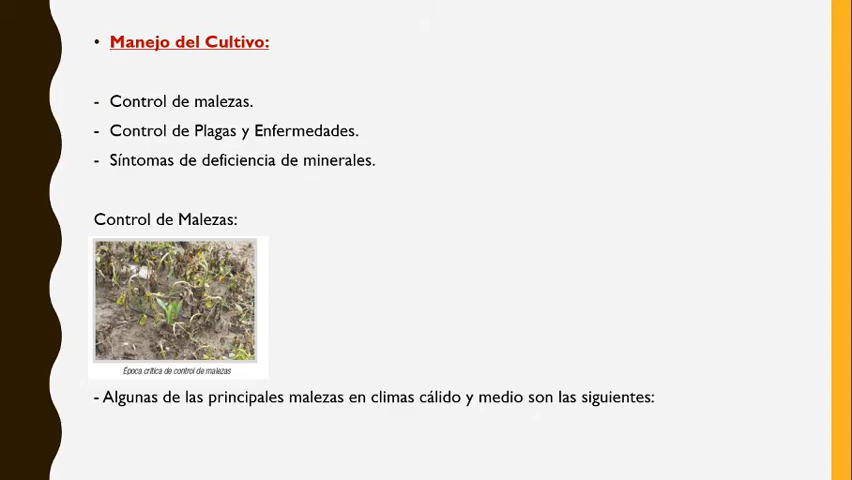 • Manejo del Cultivo:
- Control de malezas.
- Control de Plagas y Enfermedades.
- Síntomas de deficiencia de minerales.
Control de Malezas:
Época crítica de control de malezas
- Algunas de las principales malezas en climas cálido y medio son las siguientes: